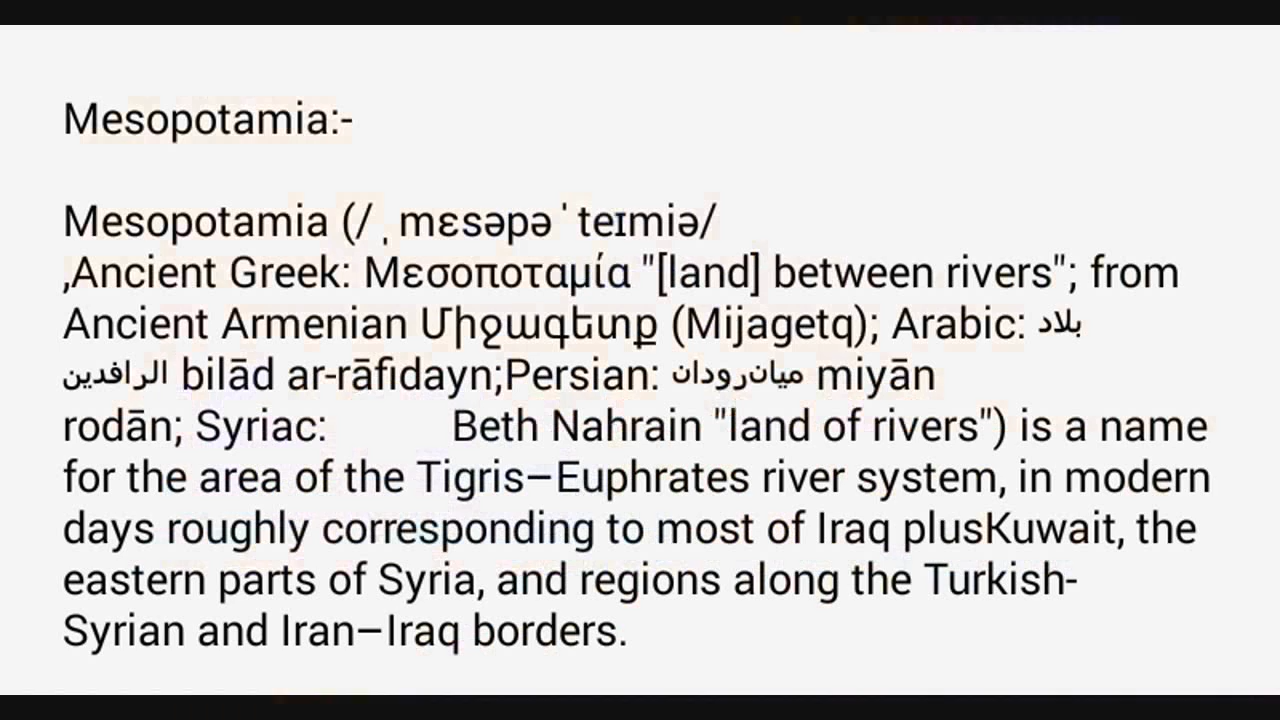 Mesopotamia:-
Mesopotamia (/ˌmɛsəpəˈteɪmiə/
,Ancient Greek: Μεσοποταμία "[land] between rivers"; from
Ancient Armenian Միջագետք (Mijagetq); Arabic: بلاد
الرافدين bilād ar-rāfidayn;Persian: میان‌رودان miyān
rodān; Syriac: Beth Nahrain "land of rivers") is a name
for the area of the Tigris–Euphrates river system, in modern
days roughly corresponding to most of Iraq plusKuwait, the
eastern parts of Syria, and regions along the Turkish-
Syrian and Iran–Iraq borders.